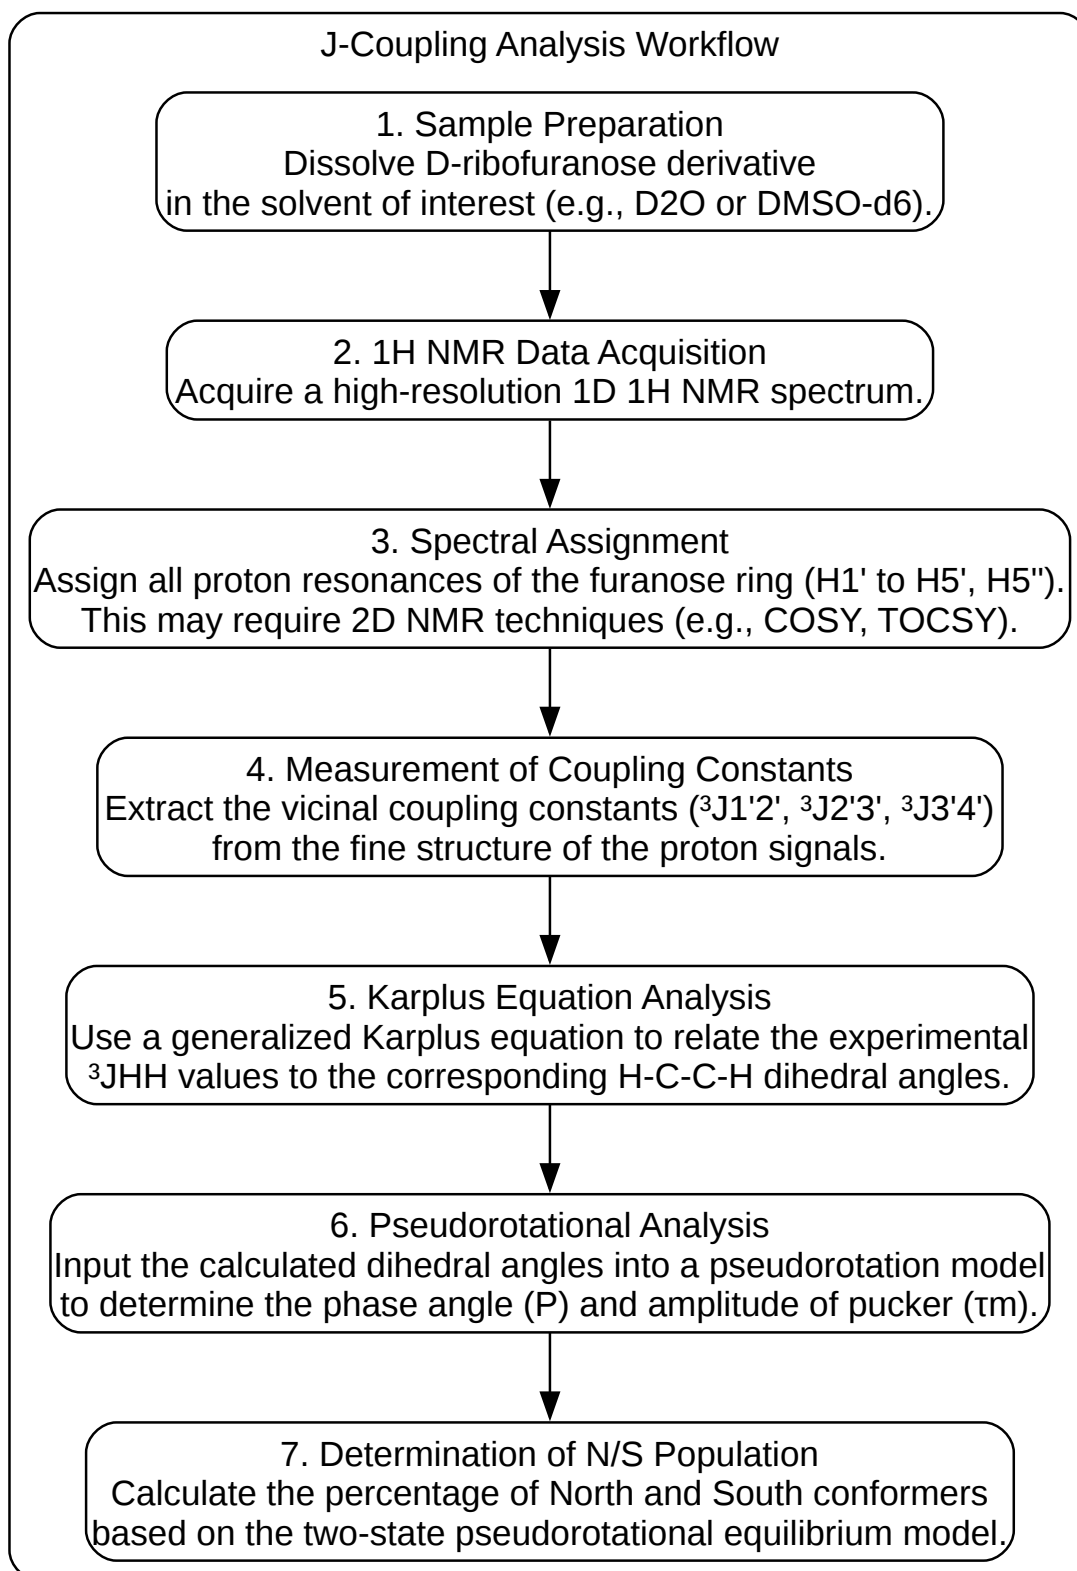 J-Coupling Analysis Workflow
1. Sample Preparation
Dissolve D-ribofuranose derivative
in the solvent of interest (e.g., D2O or DMSO-d6).
2. 1H NMR Data Acquisition
Acquire a high-resolution 1D 1H NMR spectrum.
3. Spectral Assignment
Assign all proton resonances of the furanose ring (H1' to H5', H5'').
This may require 2D NMR techniques (e.g., COSY, TOCSY).
4. Measurement of Coupling Constants
Extract the vicinal coupling constants (³J1'2', ³J2'3', ³J3'4')
from the fine structure of the proton signals.
5. Karplus Equation Analysis
Use a generalized Karplus equation to relate the experimental
³JHH values to the corresponding H-C-C-H dihedral angles.
6. Pseudorotational Analysis
Input the calculated dihedral angles into a pseudorotation model
to determine the phase angle (P) and amplitude of pucker (τm).
7. Determination of N/S Population
Calculate the percentage of North and South conformers
based on the two-state pseudorotational equilibrium model.